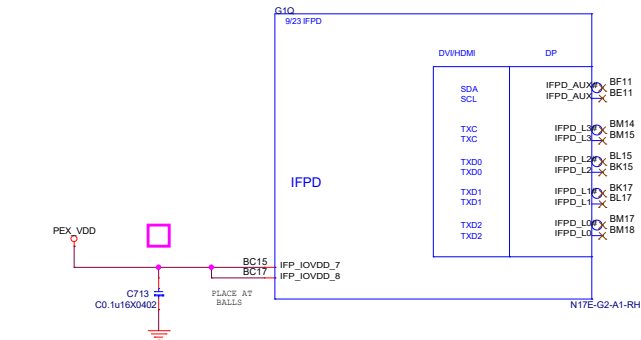 G1Q
9/23 IFPD
DVI/HDMI DP
SDA IFPD_AUX# BF11
SCL IFPD_AUX BE11
TXC IFPD_L3# BM14
TXC IFPD_L3 BM15
TXD0 IFPD_L2# BL15
TXD0 IFPD_L2 BK15
IFPD
TXD1 IFPD_L1# BK17
TXD1 IFPD_L1 BL17
TXD2 IFPD_L0# BM17
TXD2 IFPD_L0 BM18
PEX_VDD
BC15 IFP_IOVDD_7
BC17 IFP_IOVDD_8
C713
C0.1u16X0402
PLACE AT
BALLS
N17E-G2-A1-RH